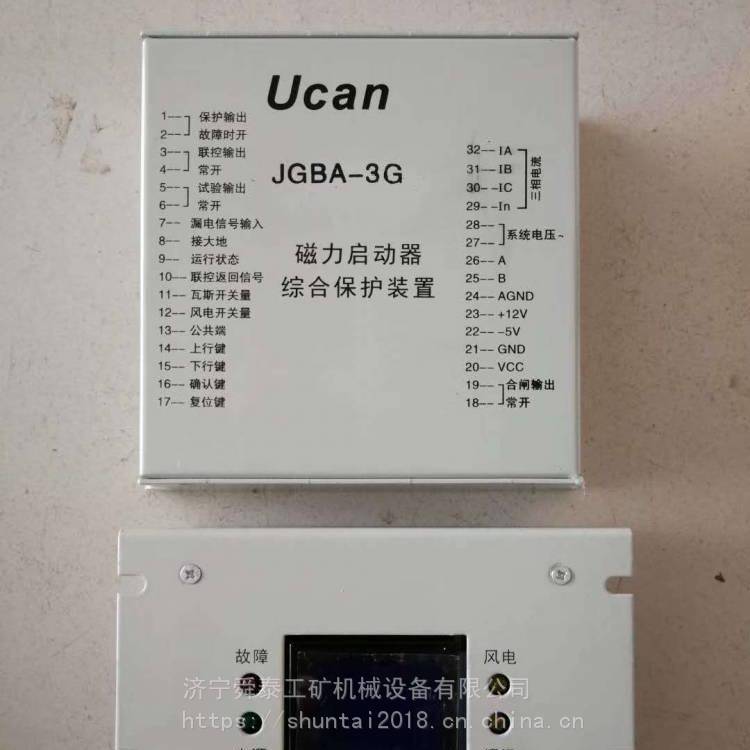 Ucan
JGBA-3G
磁力启动器
综合保护装置
1-- 保护输出
2-- 故障时开
3-- 联控输出
4-- 常开
5-- 试验输出
6-- 常开
7-- 漏电信号输入
8-- 接大地
9-- 运行状态
10-- 联控返回信号
11-- 瓦斯开关量
12-- 风电开关量
13-- 公共端
14-- 上行键
15-- 下行键
16-- 确认键
17-- 复位键
32-- IA
31-- IB
30-- IC
29-- In
三相电流
28--
27--
系统电压~
26-- A
25-- B
24-- AGND
23-- +12V
22-- -5V
21-- GND
20-- VCC
19-- 合闸输出
18-- 常开
故障
风电
济宁舜泰工矿机械设备有限公司
https://shuntai2018.cn.china.cn/